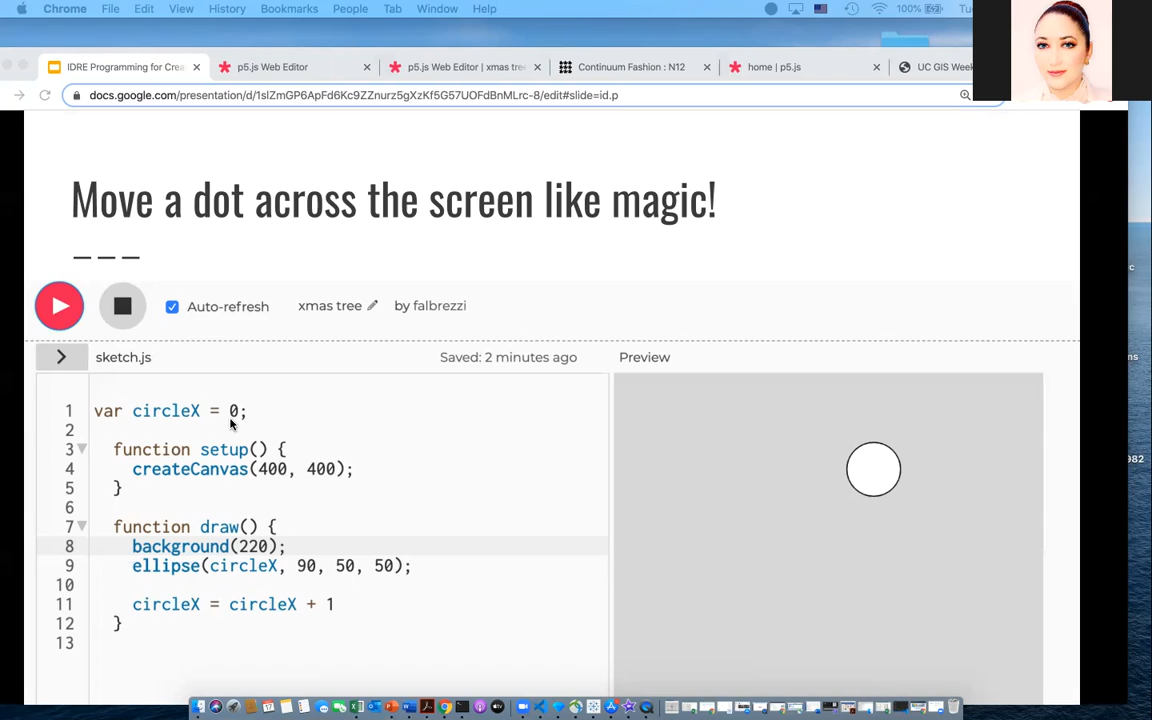 Chrome File Edit View History Bookmarks People Tab Window Help 100%
IDRE Programming for Crea p5.js Web Editor p5.js Web Editor | xmas tre Continuum Fashion : N12 home | p5.js UC GIS Week
docs.google.com/presentation/d/1slZmGP6ApFd6Kc9ZZnurz5gXzKf5G57UOFdBnMLrc-8/edit#slide=id.p
Move a dot across the screen like magic!
Auto-refresh xmas tree by falbrezzi
sketch.js Saved: 2 minutes ago Preview
1 var circleX = 0;
2
3 function setup() {
4 createCanvas(400, 400);
5 }
6
7 function draw() {
8 background(220);
9 ellipse(circleX, 90, 50, 50);
10
11 circleX = circleX + 1
12 }
13
982